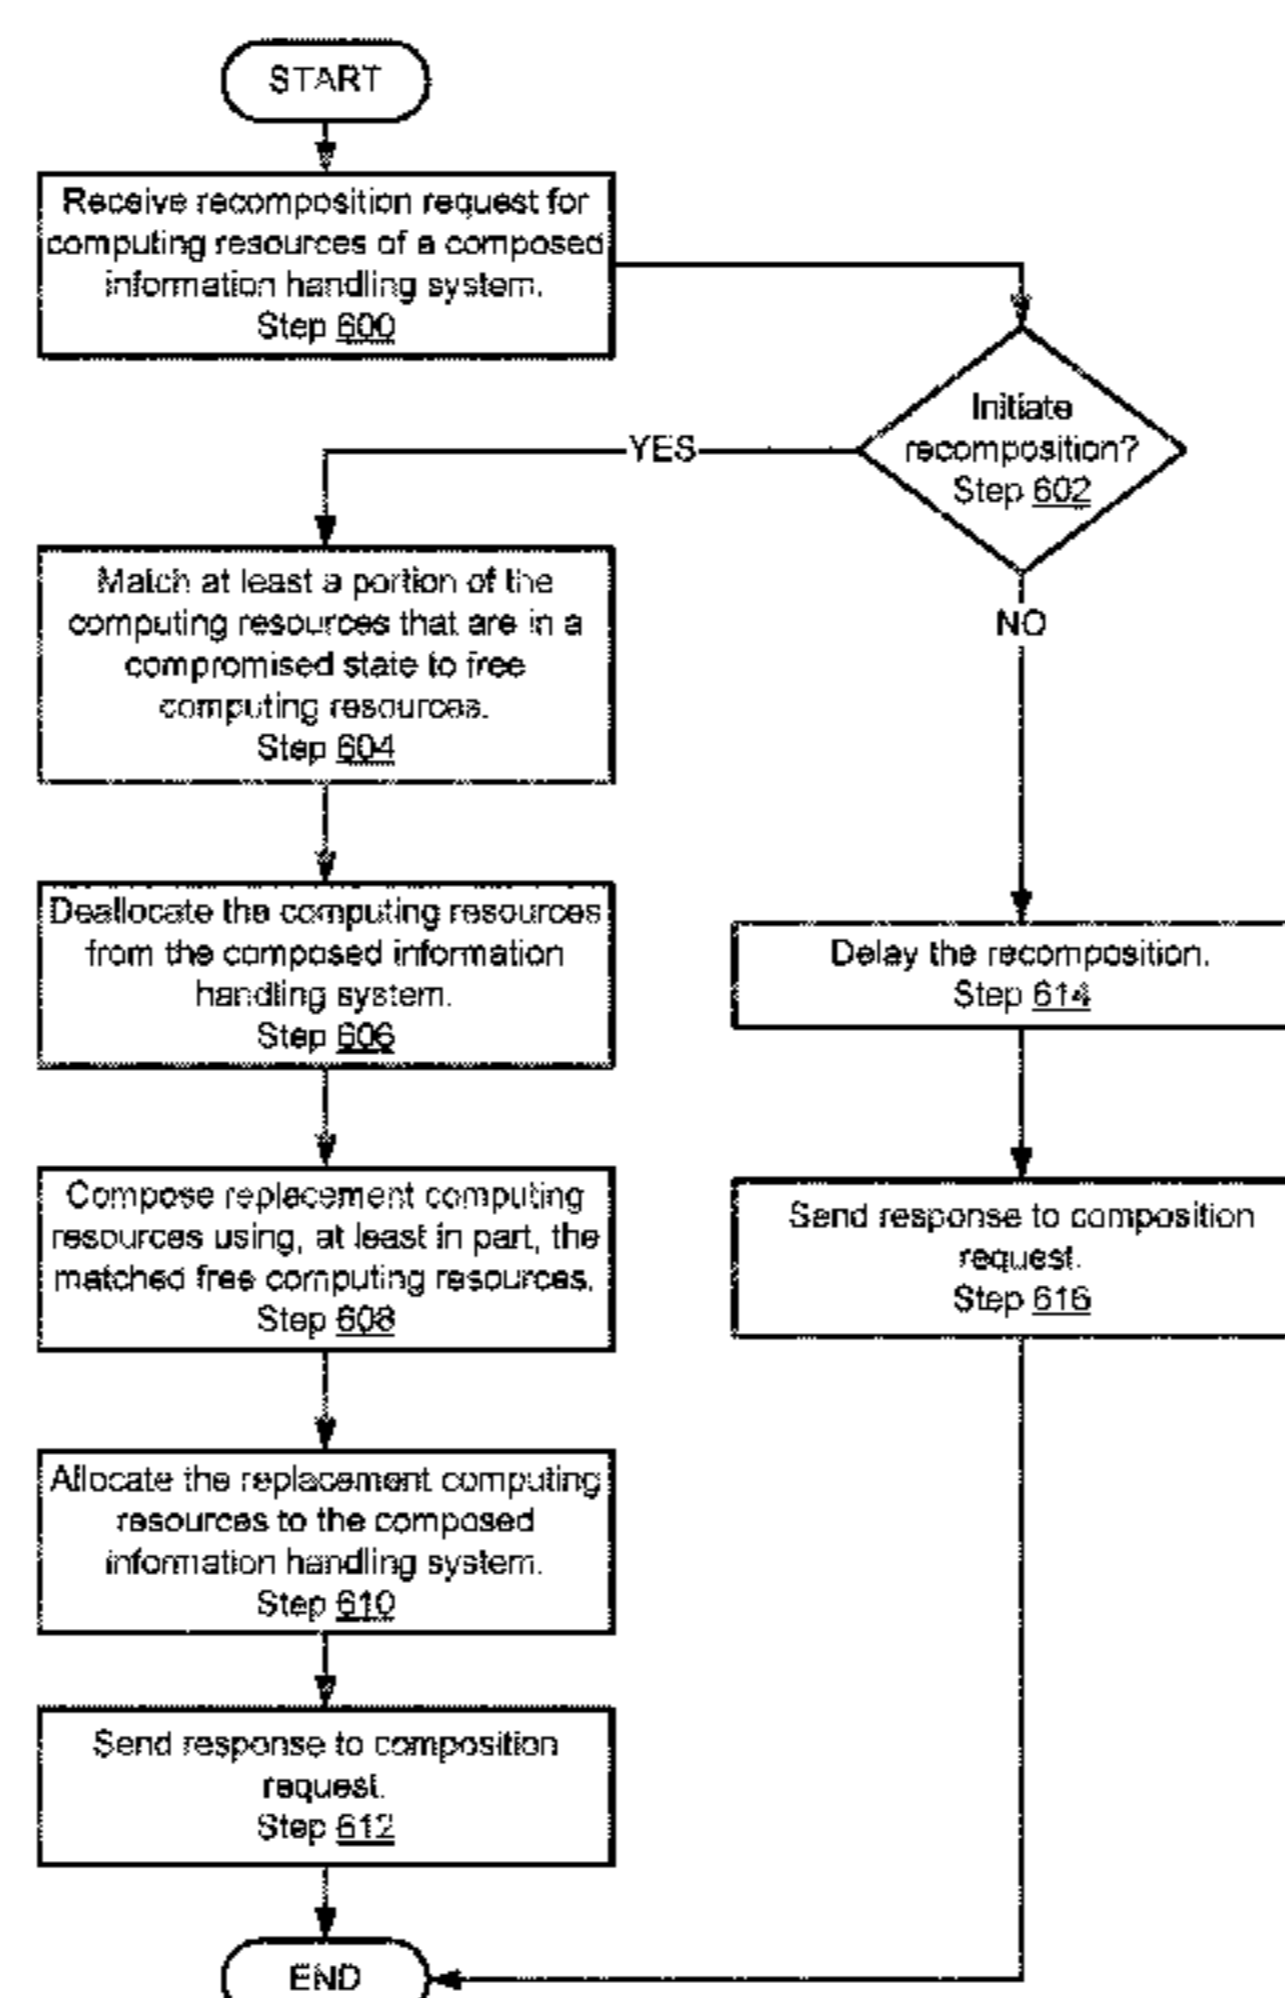 START
Receive recomposition request for
computing resources of a composed
information handling system.
Step 600
Initiate
recomposition?
Step 602
YES
NO
Match at least a portion of the
computing resources that are in a
compromised state to free
computing resources.
Step 604
Deallocate the computing resources
from the composed information
handling system.
Step 606
Compose replacement computing
resources using, at least in part, the
matched free computing resources.
Step 608
Allocate the replacement computing
resources to the composed
information handling system.
Step 610
Send response to composition
request.
Step 612
Delay the recomposition.
Step 614
Send response to composition
request.
Step 616
END